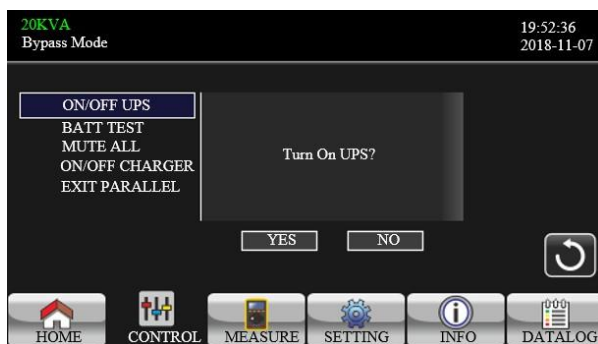 20KVA
Bypass Mode
19:52:36
2018-11-07
ON/OFF UPS
BATT TEST
MUTE ALL
ON/OFF CHARGER
EXIT PARALLEL
Turn On UPS?
YES NO
HOME CONTROL MEASURE SETTING INFO DATALOG